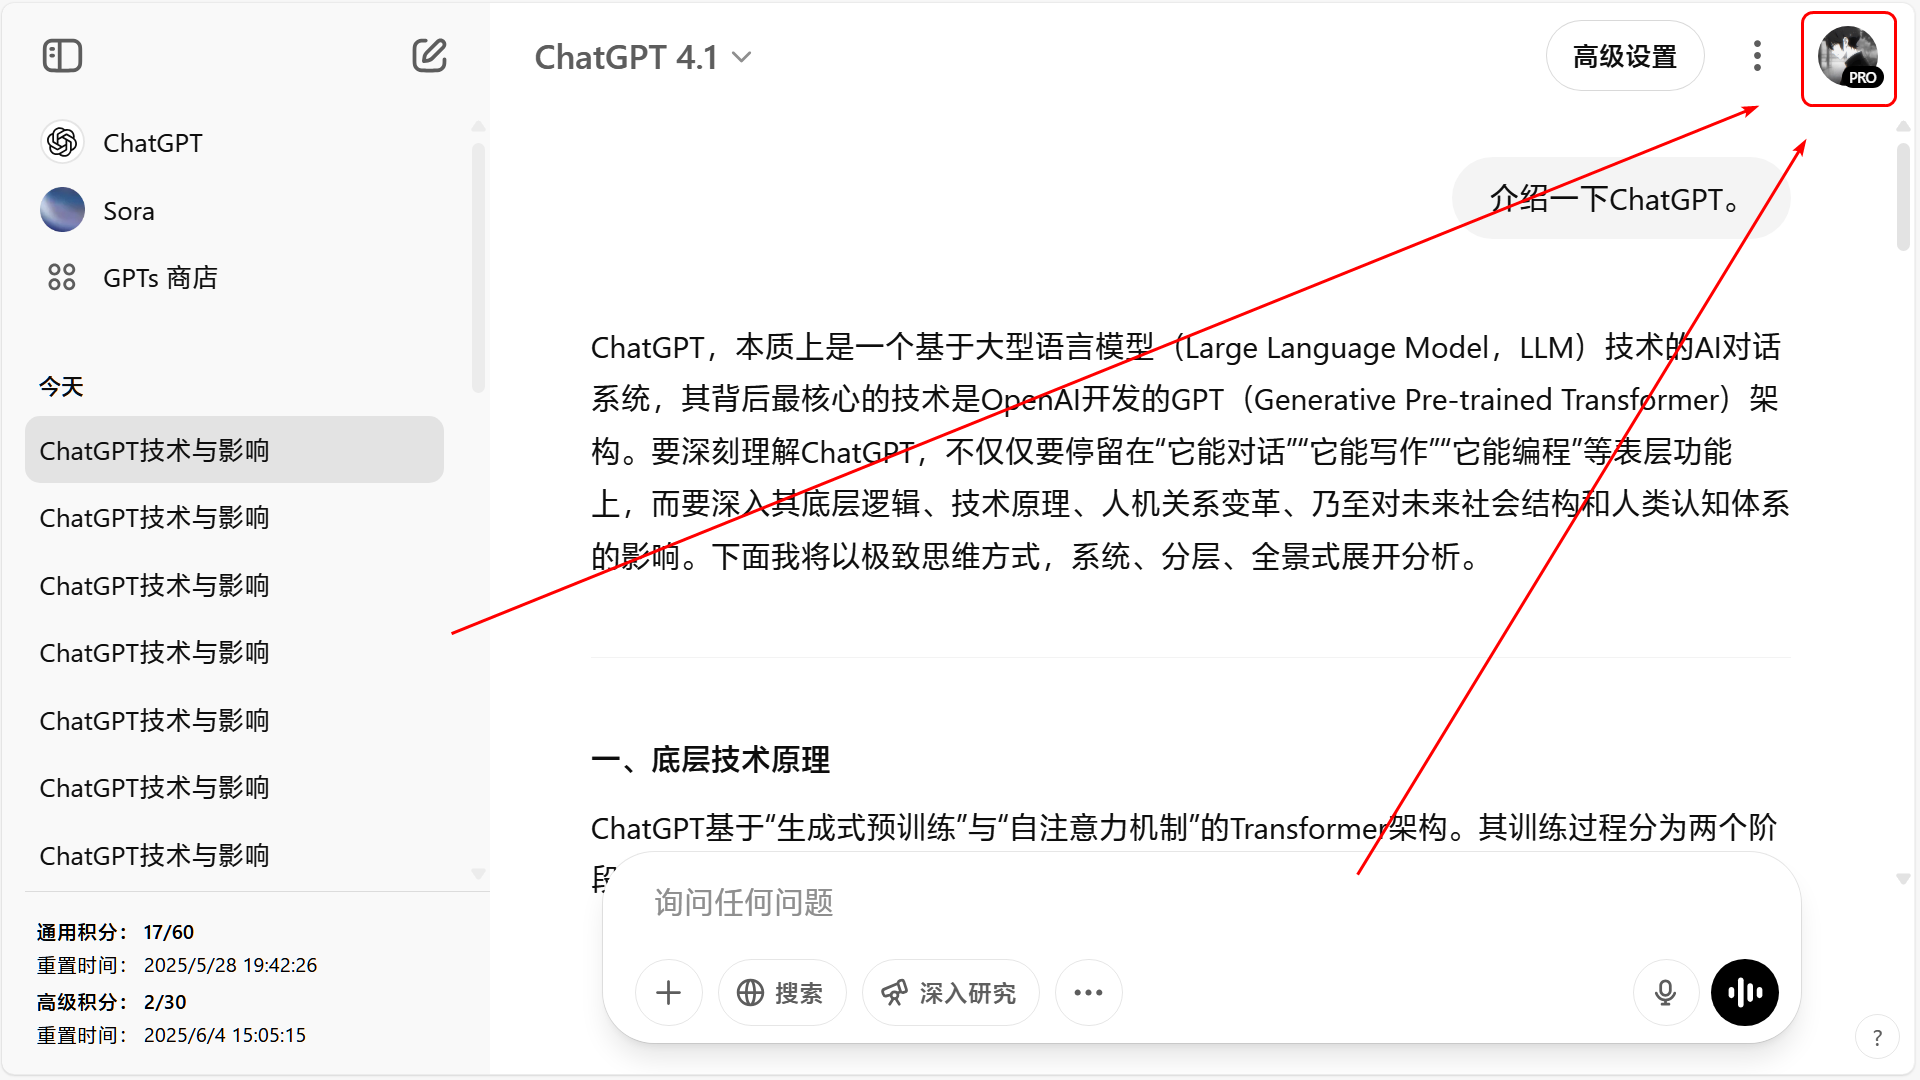 ChatGPT
Sora
GPTs 商店
今天
ChatGPT技术与影响
ChatGPT技术与影响
ChatGPT技术与影响
ChatGPT技术与影响
ChatGPT技术与影响
ChatGPT技术与影响
ChatGPT技术与影响
通用积分： 17/60
重置时间： 2025/5/28 19:42:26
高级积分： 2/30
重置时间： 2025/6/4 15:05:15
ChatGPT 4.1
高级设置
PRO
介绍一下ChatGPT。
ChatGPT，本质上是一个基于大型语言模型（Large Language Model，LLM）技术的AI对话
系统，其背后最核心的技术是OpenAI开发的GPT（Generative Pre-trained Transformer）架
构。要深刻理解ChatGPT，不仅仅要停留在“它能对话”“它能写作”“它能编程”等表层功能
上，而要深入其底层逻辑、技术原理、人机关系变革、乃至对未来社会结构和人类认知体系
的影响。下面我将以极致思维方式，系统、分层、全景式展开分析。
一、底层技术原理
ChatGPT基于“生成式预训练”与“自注意力机制”的Transformer架构。其训练过程分为两个阶
段
询问任何问题
搜索
深入研究
?